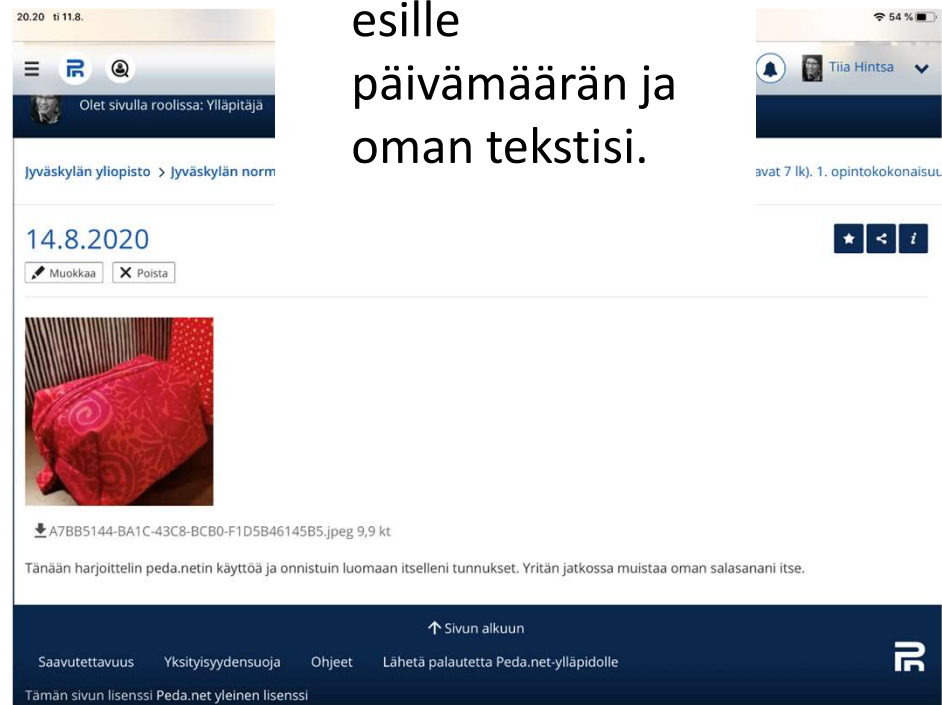 20.20 ti 11.8.
54 %
esille
päivämäärän ja
oman tekstisi.
Tiia Hintsa
Olet sivulla roolissa: Ylläpitäjä
Jyväskylän yliopisto > Jyväskylän norm
avat 7 lk). 1. opintokokonaisuu
14.8.2020
Muokkaa
Poista
A7BB5144-BA1C-43C8-BCB0-F1D5B46145B5.jpeg 9,9 kt
Tänään harjoittelin peda.netin käyttöä ja onnistuin luomaan itselleni tunnukset. Yritän jatkossa muistaa oman salasanani itse.
Sivun alkuun
Saavutettavuus Yksityisyydensuoja Ohjeet Lähetä palautetta Peda.net-ylläpidolle
Tämän sivun lisenssi Peda.net yleinen lisenssi